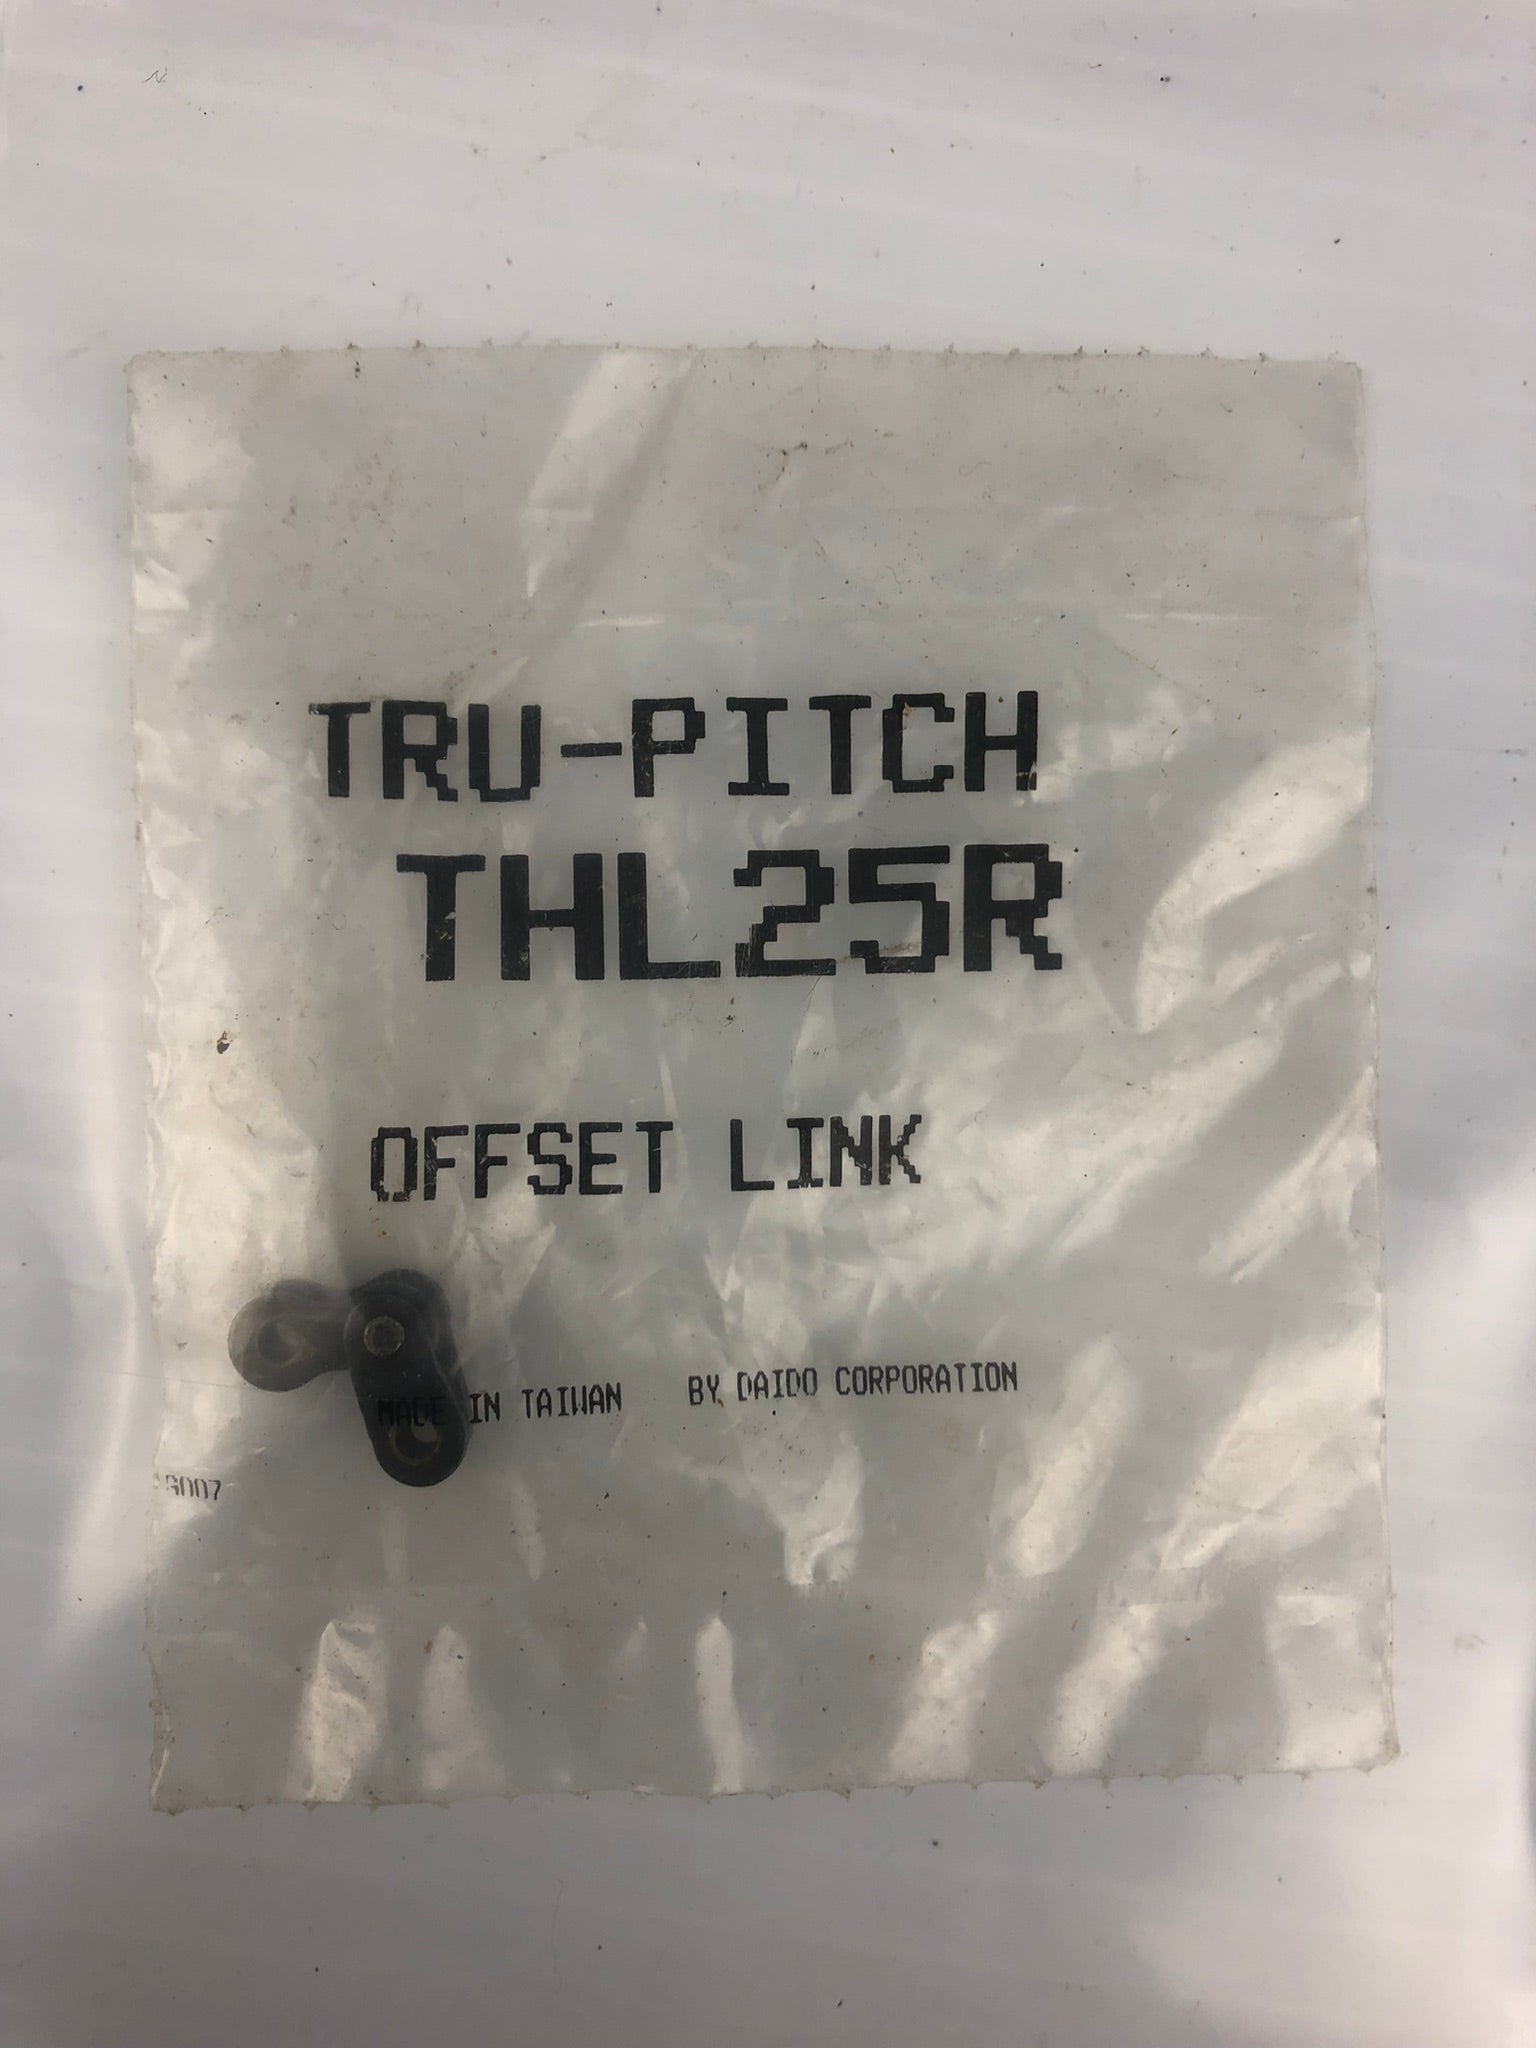 TRU-PITCH
THL25R
OFFSET LINK
MADE IN TAIWAN BY DAIDO CORPORATION